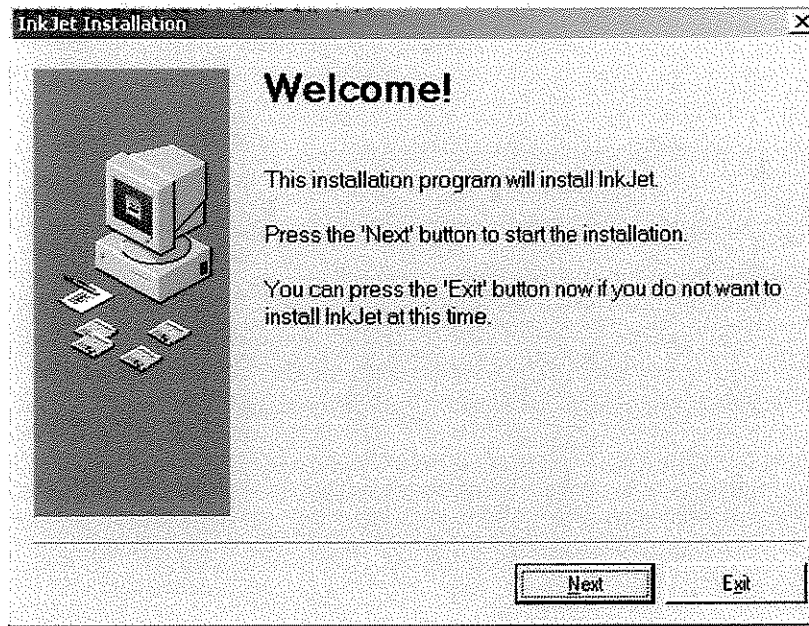 InkJet Installation
Welcome!
This installation program will install InkJet.
Press the 'Next' button to start the installation.
You can press the 'Exit' button now if you do not want to
install InkJet at this time.
Next
Exit